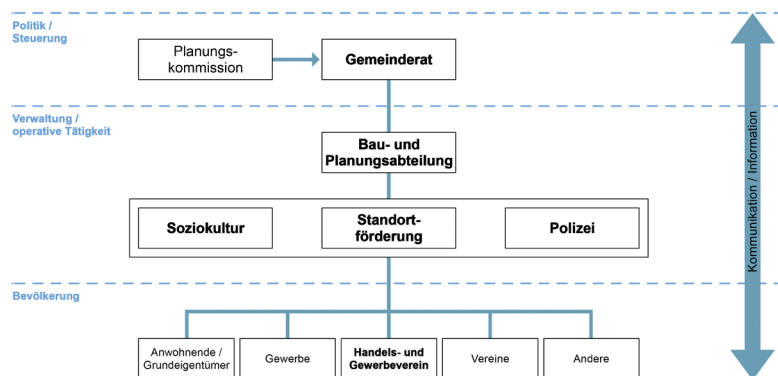 Politik /
Steuerung
Planungs-
kommission
Gemeinderat
Verwaltung /
operative Tätigkeit
Bau- und
Planungsabteilung
Soziokultur
Standort-
förderung
Polizei
Bevölkerung
Anwohnende /
Grundeigentümer
Gewerbe
Handels- und
Gewerbeverein
Vereine
Andere
Kommunikation / Information